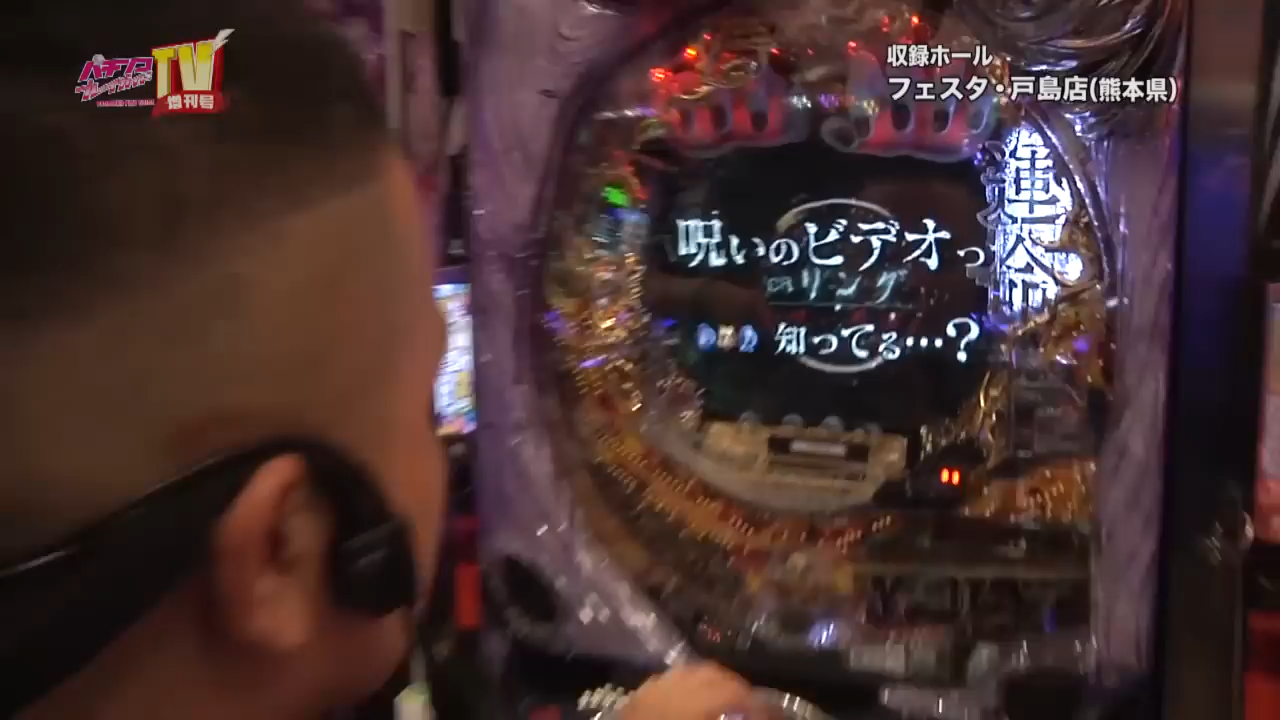 パチンコ
TV
増刊号
収録ホール
フェスタ・戸島店(熊本県)
呪いのビデオっ
リング
知ってる…?
運命